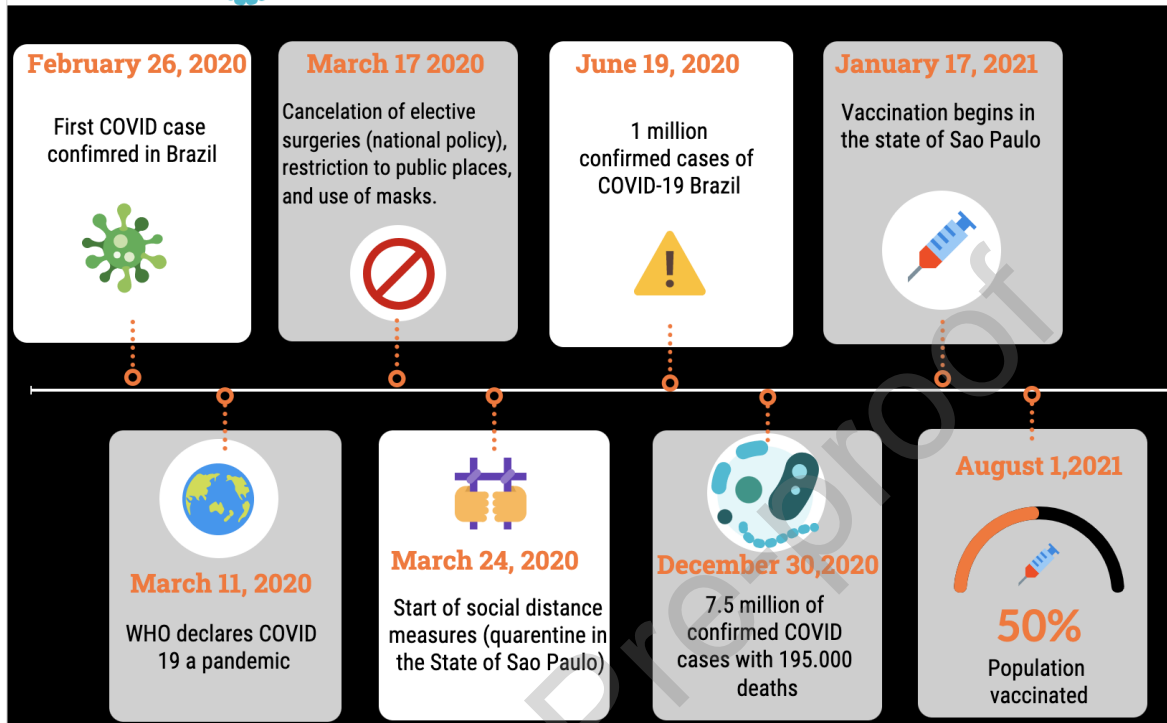 February 26, 2020
First COVID case
confimred in Brazil
March 17 2020
Cancelation of elective
surgeries (national policy),
restriction to public places,
and use of masks.
June 19, 2020
1 million
confirmed cases of
COVID-19 Brazil
January 17, 2021
Vaccination begins in
the state of Sao Paulo
March 11, 2020
WHO declares COVID
19 a pandemic
March 24, 2020
Start of social distance
measures (quarentine in
the State of Sao Paulo)
December 30,2020
7.5 million of
confirmed COVID
cases with 195.000
deaths
August 1,2021
50%
Population
vaccinated
Pre-proof